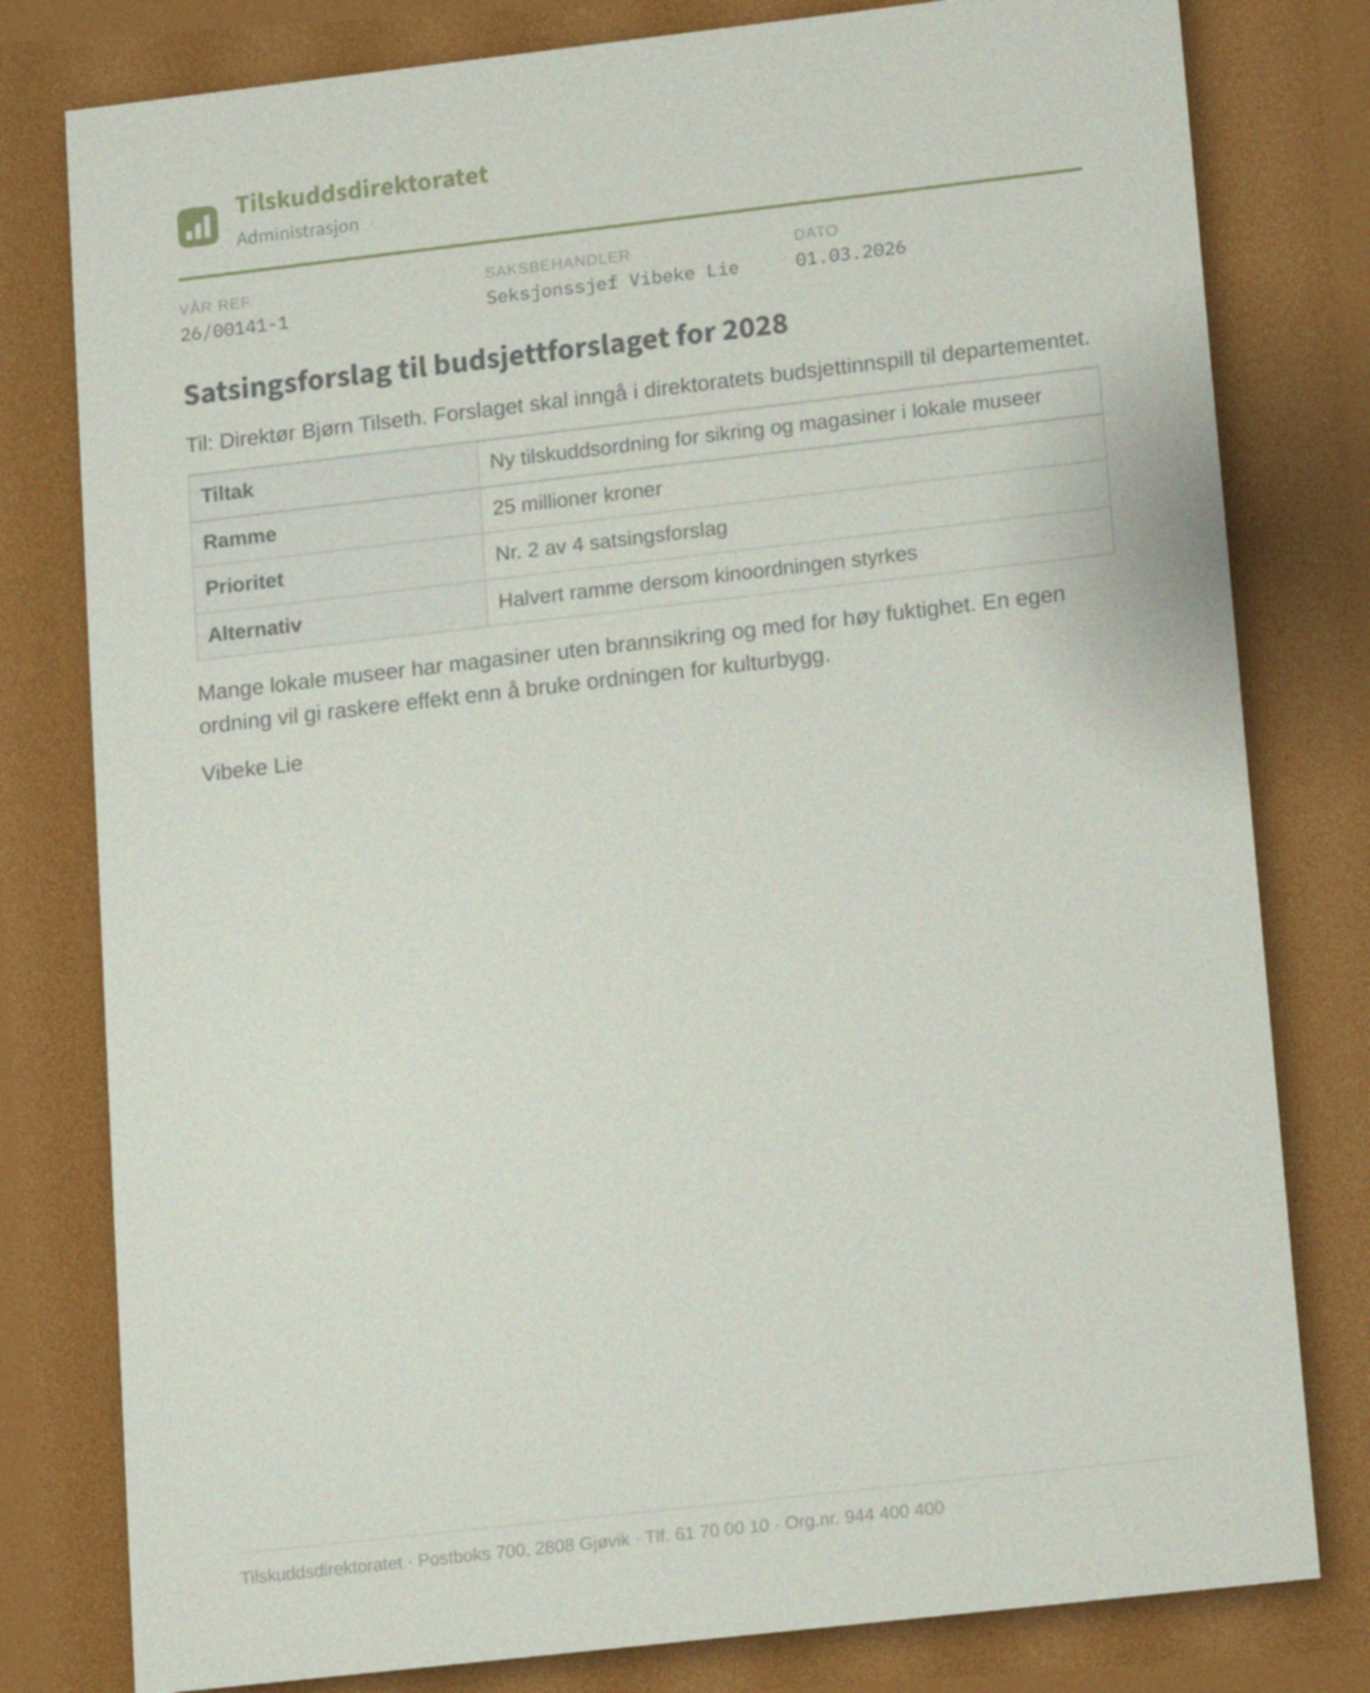 Tilskuddsdirektoratet
Administrasjon
VÅR REF.
26/00141-1
SAKSBEHANDLER
Seksjonssjef Vibeke Lie
DATO
01.03.2026
Satsingsforslag til budsjettforslaget for 2028
Til: Direktør Bjørn Tilseth. Forslaget skal inngå i direktoratets budsjettinnspill til departementet.
Tiltak Ny tilskuddsordning for sikring og magasiner i lokale museer
Ramme 25 millioner kroner
Prioritet Nr. 2 av 4 satsingsforslag
Alternativ Halvert ramme dersom kinoordningen styrkes
Mange lokale museer har magasiner uten brannsikring og med for høy fuktighet. En egen
ordning vil gi raskere effekt enn å bruke ordningen for kulturbygg.
Vibeke Lie
Tilskuddsdirektoratet · Postboks 700, 2808 Gjøvik · Tlf. 61 70 00 10 · Org.nr. 944 400 400